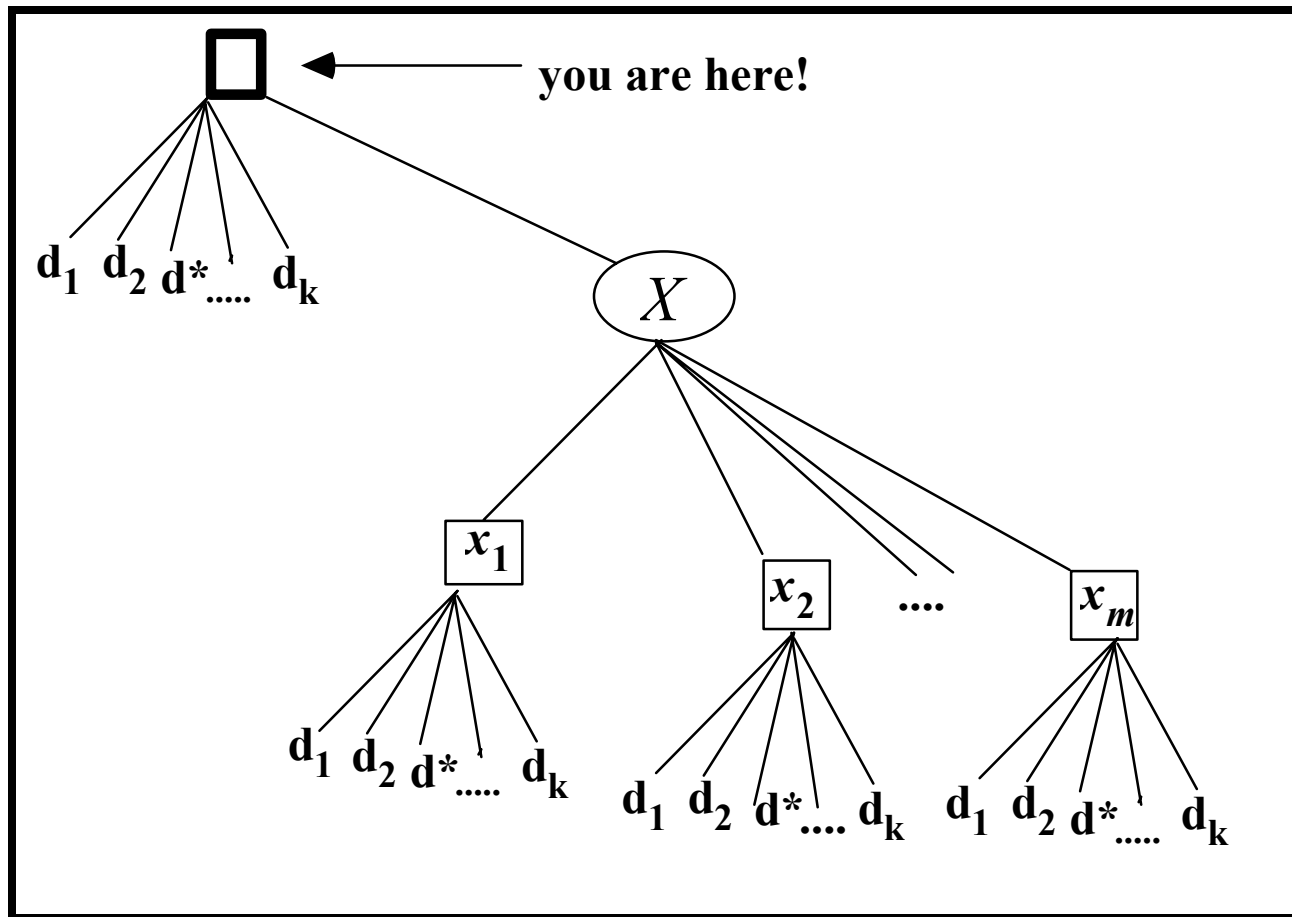 you are here!
d₁ d₂ d* ..... dₖ
X
x₁ x₂ .... xₘ
d₁ d₂ d* ..... dₖ d₁ d₂ d* .... dₖ d₁ d₂ d* ..... dₖ